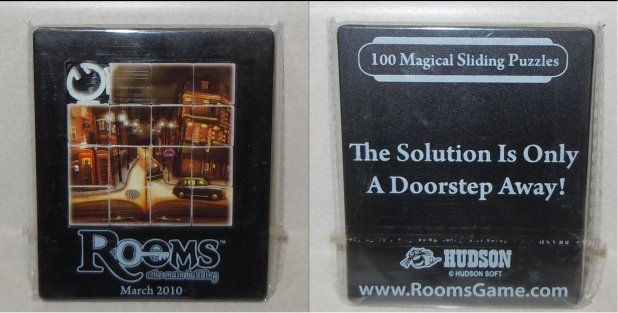 ROOMS™
the main building
March 2010
100 Magical Sliding Puzzles
The Solution Is Only
A Doorstep Away!
HUDSON
© HUDSON SOFT
www.RoomsGame.com